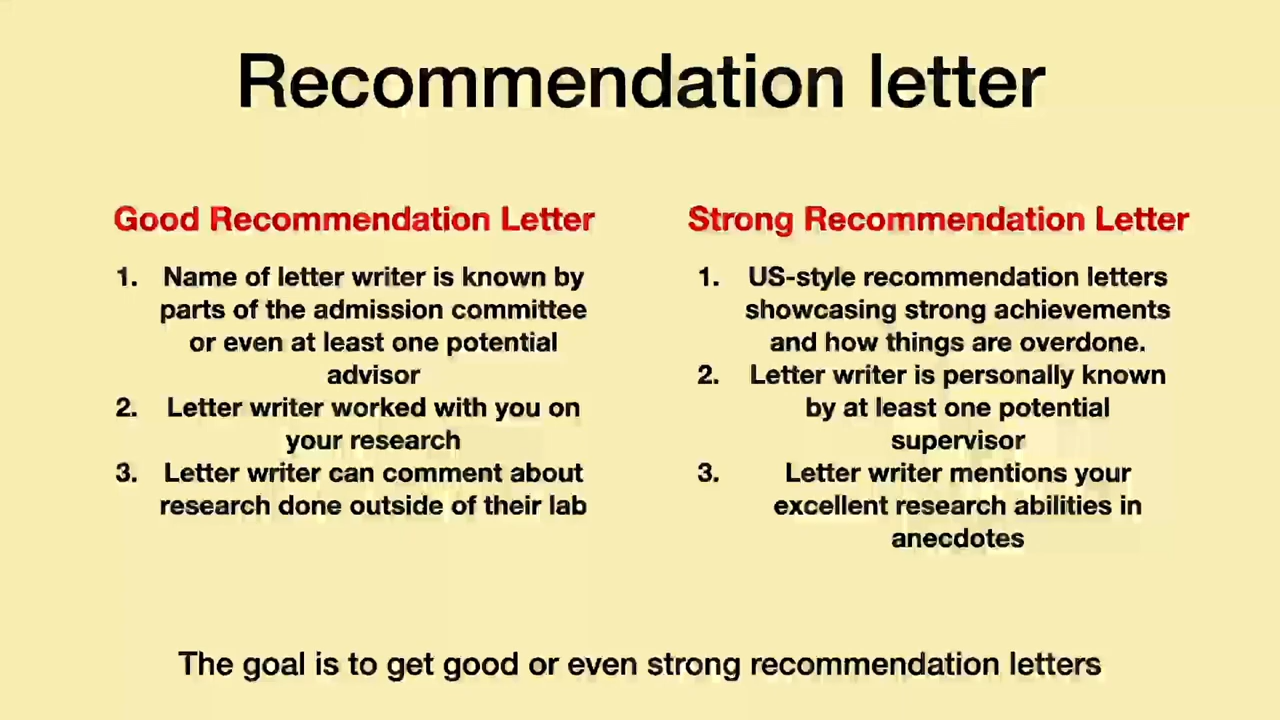 Recommendation letter
Good Recommendation Letter
1. Name of letter writer is known by
parts of the admission committee
or even at least one potential
advisor
2. Letter writer worked with you on
your research
3. Letter writer can comment about
research done outside of their lab
Strong Recommendation Letter
1. US-style recommendation letters
showcasing strong achievements
and how things are overdone.
2. Letter writer is personally known
by at least one potential
supervisor
3. Letter writer mentions your
excellent research abilities in
anecdotes
The goal is to get good or even strong recommendation letters